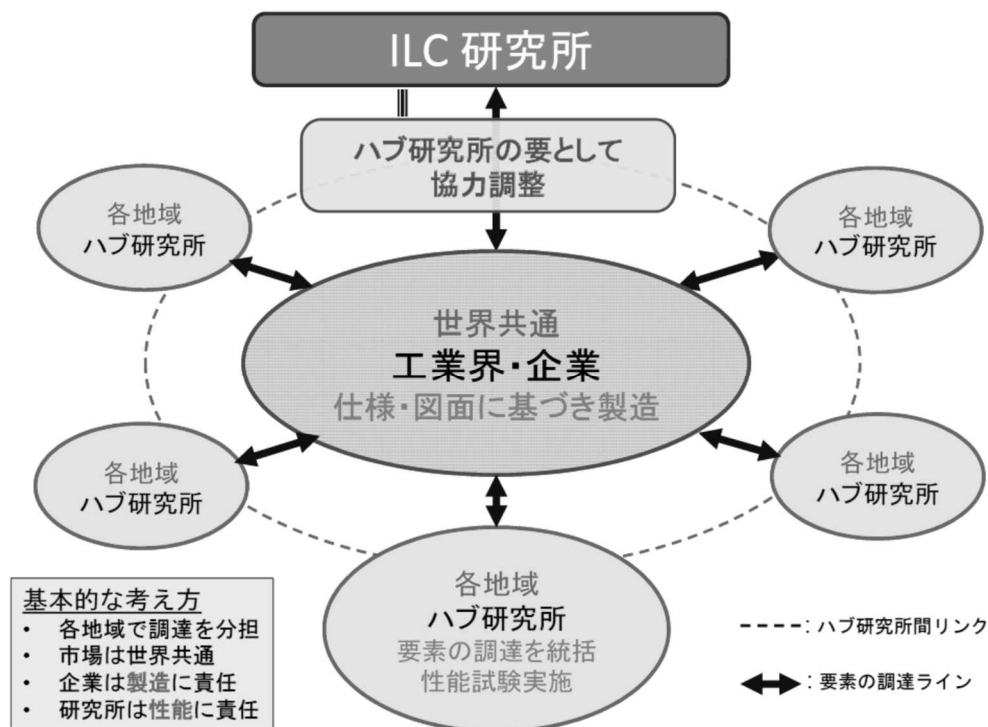 ILC 研究所
ハブ研究所の要として
協力調整
各地域
ハブ研究所
各地域
ハブ研究所
世界共通
工業界・企業
仕様・図面に基づき製造
各地域
ハブ研究所
各地域
ハブ研究所
各地域
ハブ研究所
要素の調達を統括
性能試験実施
基本的な考え方
• 各地域で調達を分担
• 市場は世界共通
• 企業は製造に責任
• 研究所は性能に責任
: ハブ研究所間リンク
: 要素の調達ライン